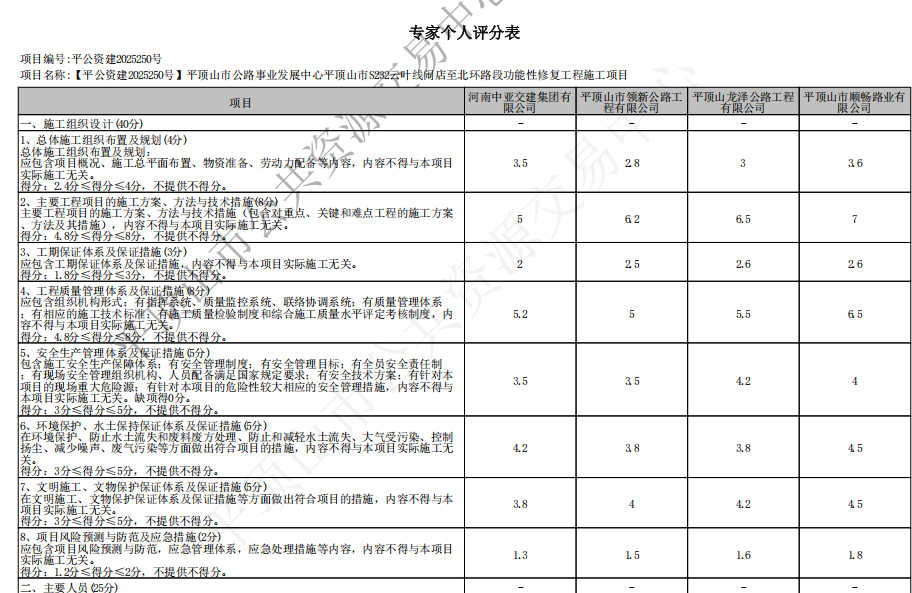 专家个人评分表
项目编号:平公资建2025250号
项目名称:【平公资建2025250号】平顶山市公路事业发展中心平顶山市S232云叶线闹店至北环路段功能性修复工程施工项目
项目 河南中亚交建集团有限公司 平顶山市领新公路工程有限公司 平顶山龙泽公路工程有限公司 平顶山市顺畅路业有限公司
一、施工组织设计(40分) - - - -
1、总体施工组织布置及规划(4分)
总体施工组织布置及规划:
应包含项目概况、施工总平面布置、物资准备、劳动力配备等内容，内容不得与本项目
实际施工无关。
得分: 2.4分≤得分≤4分，不提供不得分。
3.5 2.8 3 3.6
2、主要工程项目的施工方案、方法与技术措施(8分)
主要工程项目的施工方案、方法与技术措施（包含对重点、关键和难点工程的施工方案
、方法及其措施），内容不得与本项目实际施工无关。
得分: 4.8分≤得分≤8分，不提供不得分。
5 6.2 6.5 7
3、工期保证体系及保证措施(3分)
应包含工期保证体系及保证措施，内容不得与本项目实际施工无关。
得分: 1.8分≤得分≤3分，不提供不得分。
2 2.5 2.6 2.6
4、工程质量管理体系及保证措施(8分)
应包含组织机构形式；有指挥系统、质量监控系统、联络协调系统；有质量管理体系
；有相应的施工技术标准；有施工质量检验制度和综合施工质量水平评定考核制度，内
容不得与本项目实际施工无关。
得分: 4.8分≤得分≤8分，不提供不得分。
5.2 5 5.5 6.5
5、安全生产管理体系及保证措施(5分)
包含施工安全生产保障体系；有安全管理制度；有安全管理目标；有全员安全责任制
；有现场安全管理组织机构、人员配备满足国家规定要求；有安全技术方案；有针对本
项目的现场重大危险源；有针对本项目的危险性较大相应的安全管理措施，内容不得与
本项目实际施工无关。缺项得0分。
得分: 3分≤得分≤5分，不提供不得分。
3.5 3.5 4.2 4
6、环境保护、水土保持保证体系及保证措施(5分)
在环境保护、防止水土流失和废料废方处理、防止和减轻水土流失、大气受污染、控制
扬尘、减少噪声、废气污染等方面做出符合项目的措施，内容不得与本项目实际施工无
关。
得分: 3分≤得分≤5分，不提供不得分。
4.2 3.8 3.8 4.5
7、文明施工、文物保护保证体系及保证措施(5分)
在文明施工、文物保护保证体系及保证措施等方面做出符合项目的措施，内容不得与本
项目实际施工无关。
得分: 3分≤得分≤5分，不提供不得分。
3.8 4 4.2 4.5
8、项目风险预测与防范及应急措施(2分)
应包含项目风险预测与防范，应急管理体系，应急处理措施等内容，内容不得与本项目
实际施工无关。
得分: 1.2分≤得分≤2分，不提供不得分。
1.3 1.5 1.6 1.8
二、主要人员(25分) - - - -
平顶山市公共资源交易中心
平顶山市公共资源交易中心